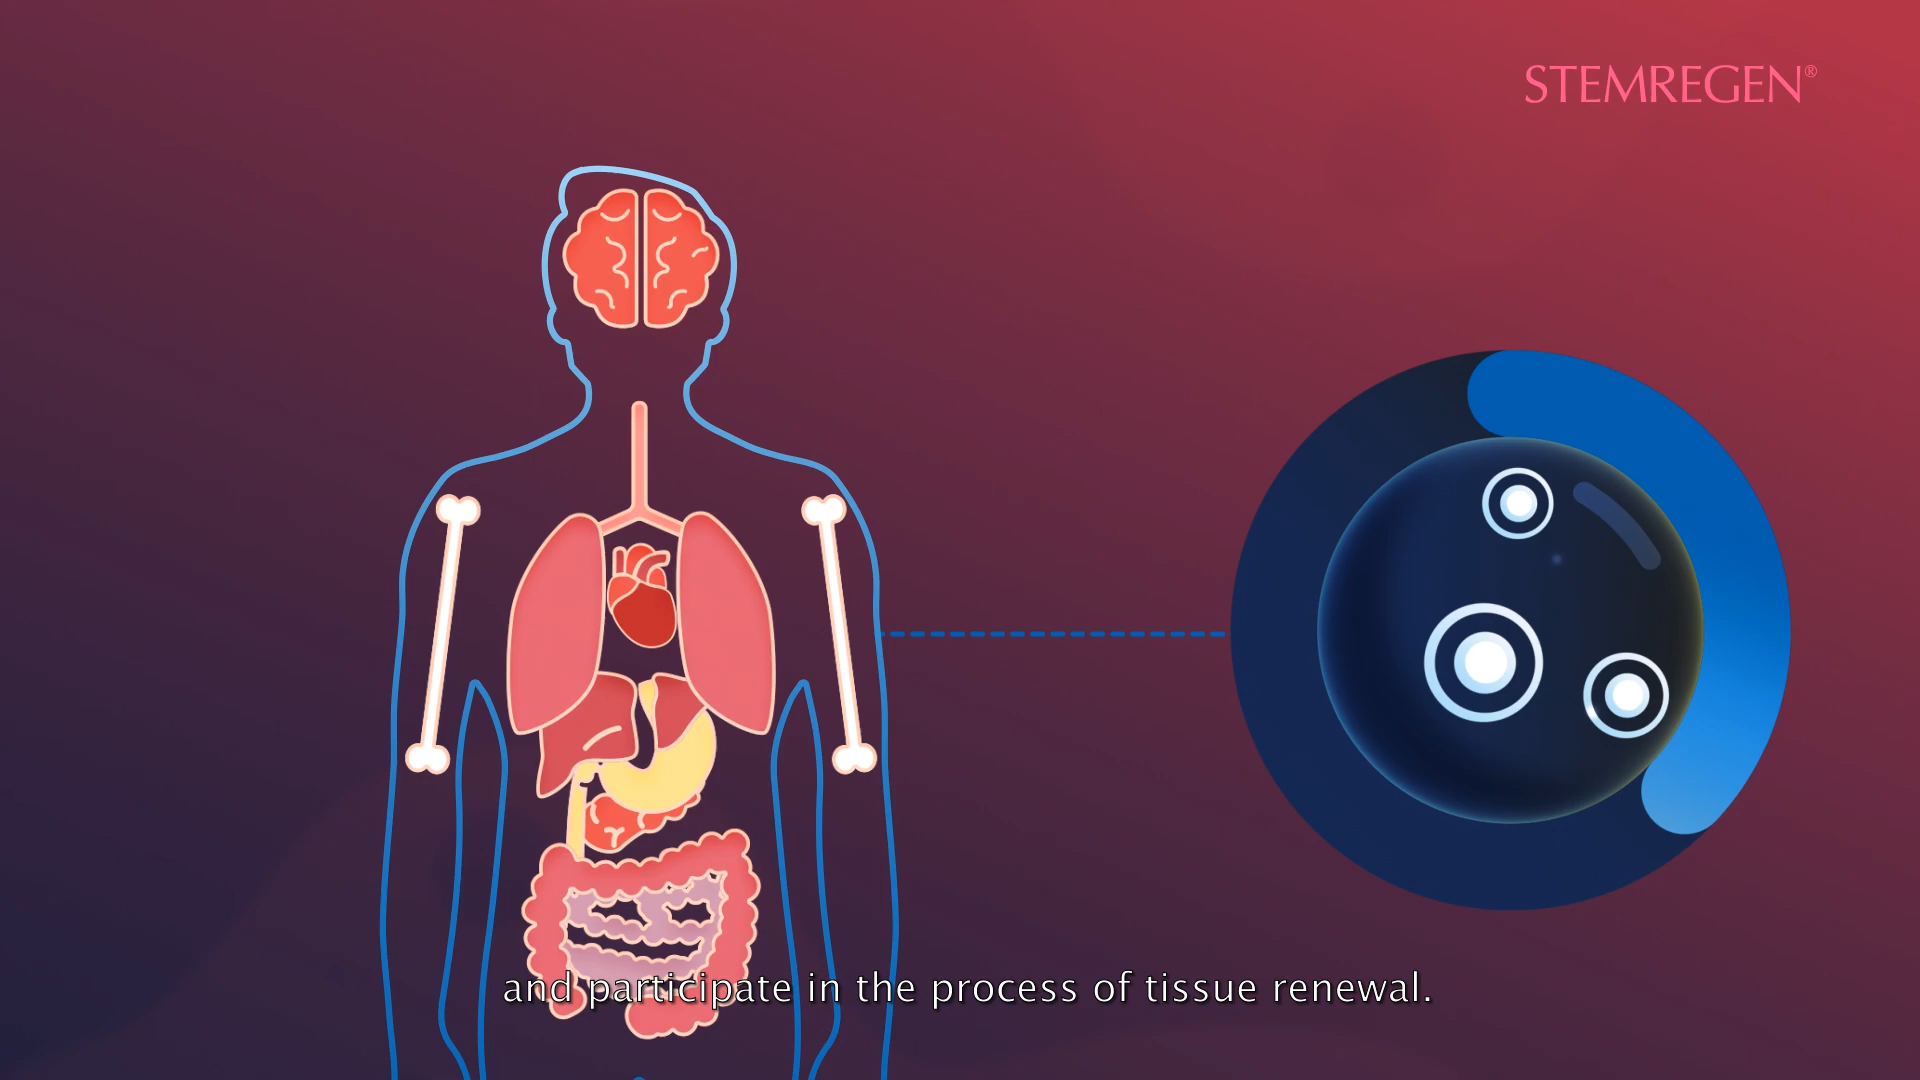 STEMREGEN®
and participate in the process of tissue renewal.